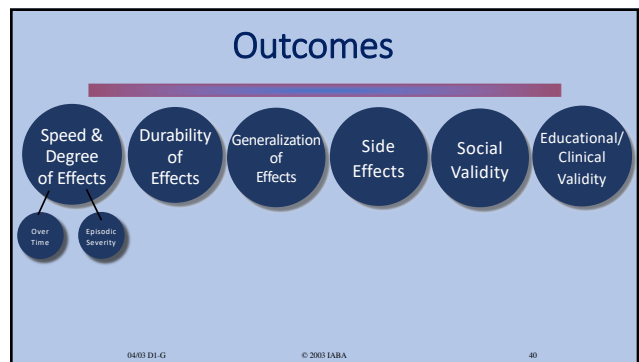 Outcomes
Speed &
Degree
of Effects
Durability
of
Effects
Generalization
of
Effects
Side
Effects
Social
Validity
Educational/
Clinical
Validity
Over
Time
Episodic
Severity
04/03 D1-G
© 2003 IABA
40